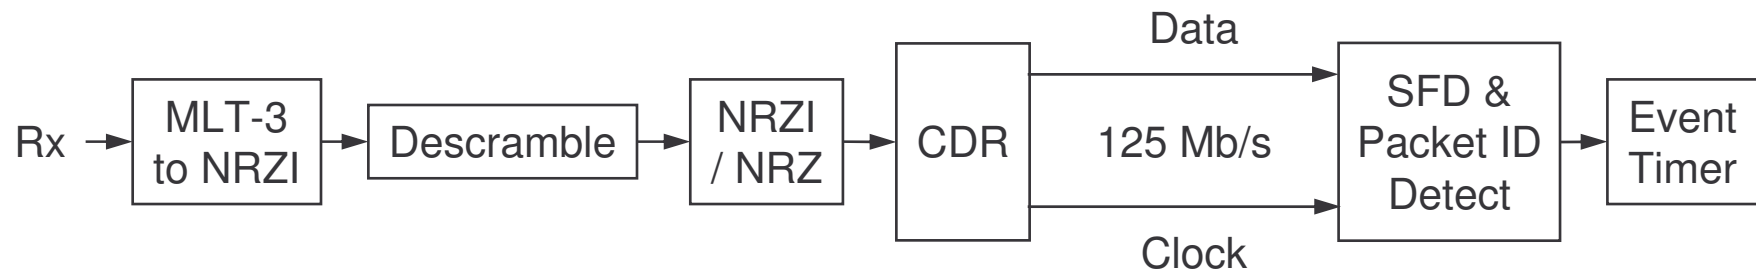 Rx
MLT-3
to NRZI
Descramble
NRZI
/ NRZ
CDR
Data
125 Mb/s
Clock
SFD &
Packet ID
Detect
Event
Timer